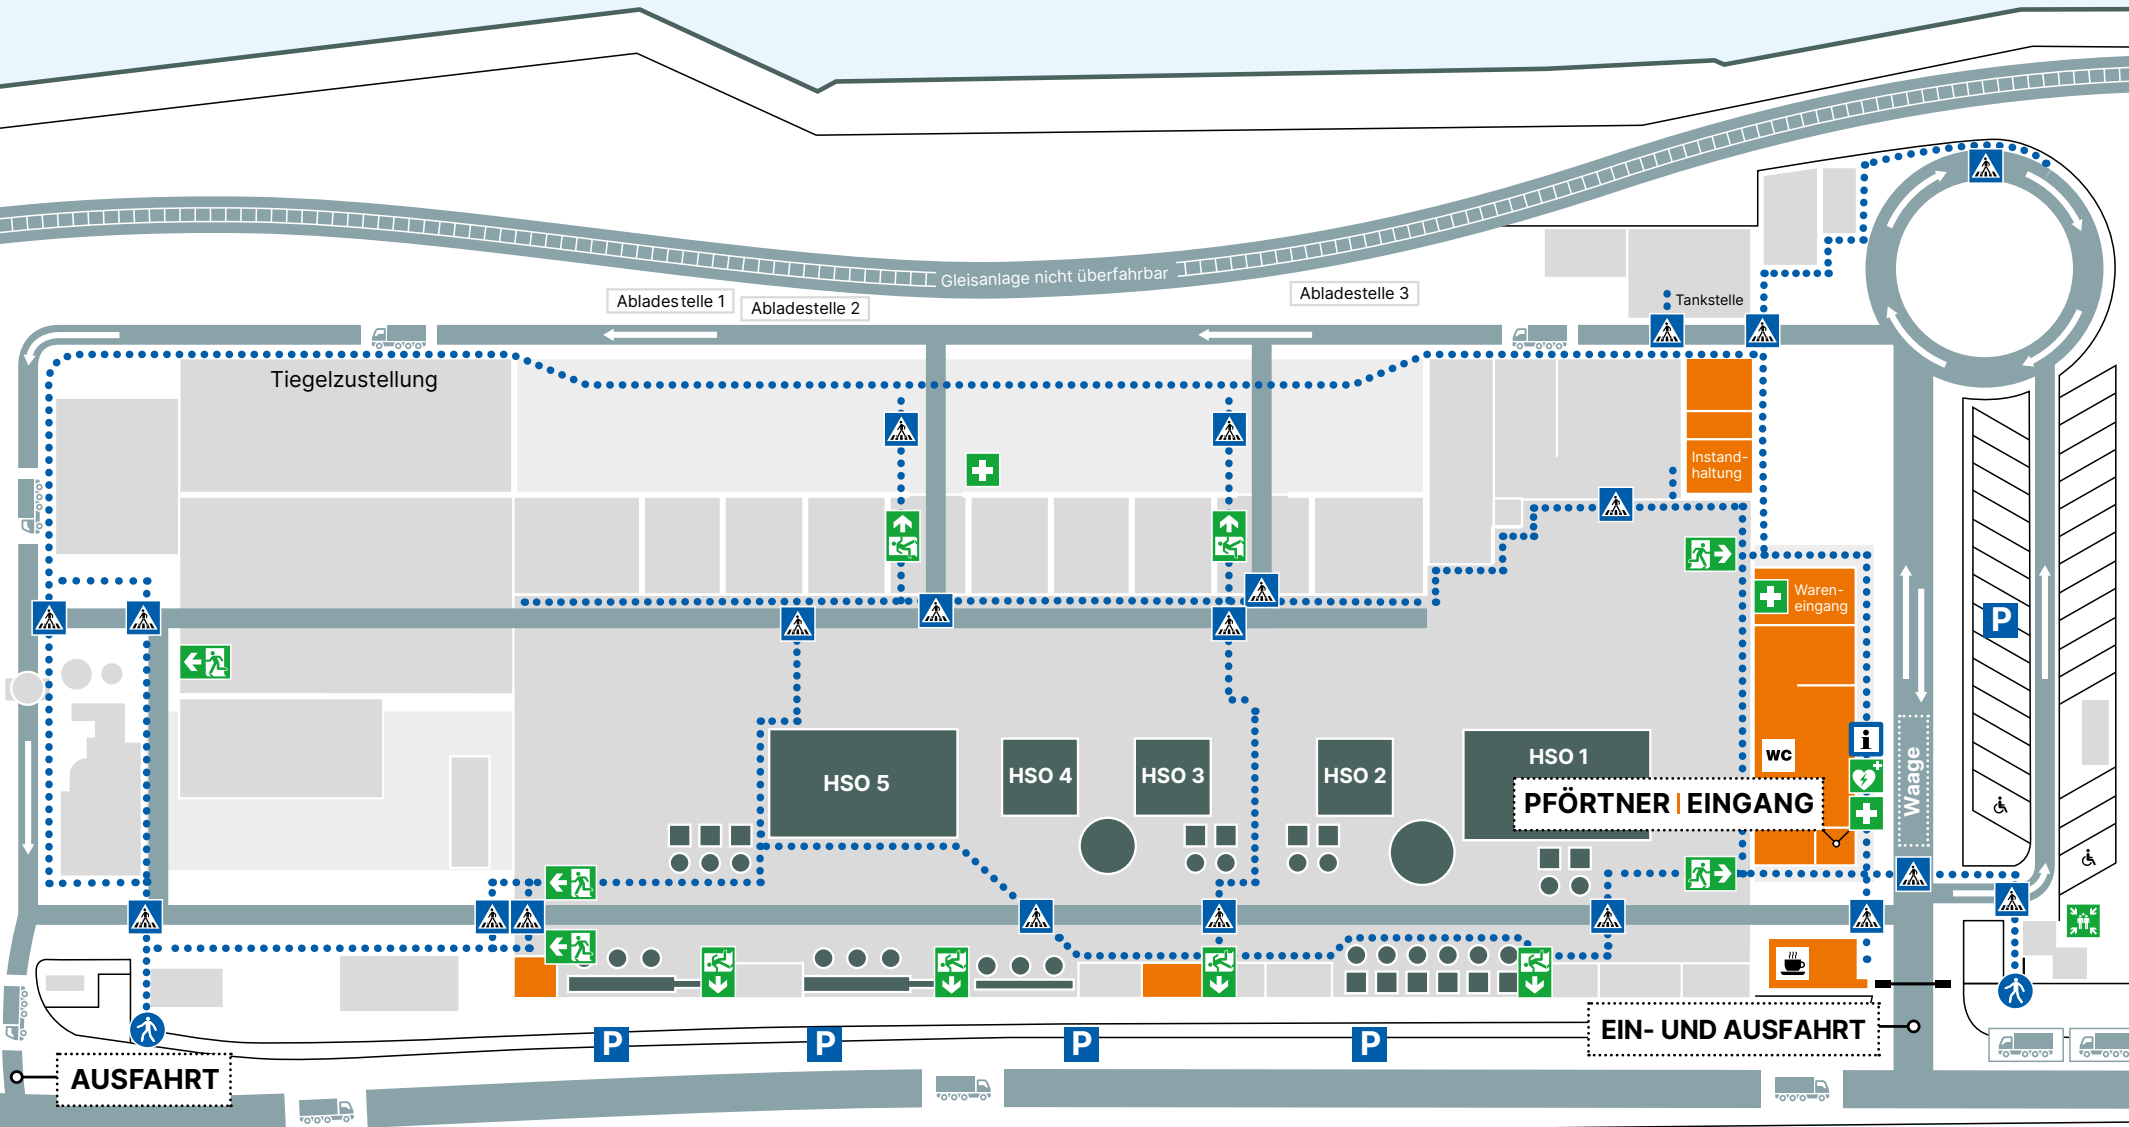 Gleisanlage nicht überfahrbar
Abladestelle 1
Abladestelle 2
Abladestelle 3
Tankstelle
Tiegelzustellung
Instand-
haltung
Waren-
eingang
P
WC
i
Waage
HSO 5
HSO 4
HSO 3
HSO 2
HSO 1
PFÖRTNER | EINGANG
EIN- UND AUSFAHRT
P
P
P
P
AUSFAHRT